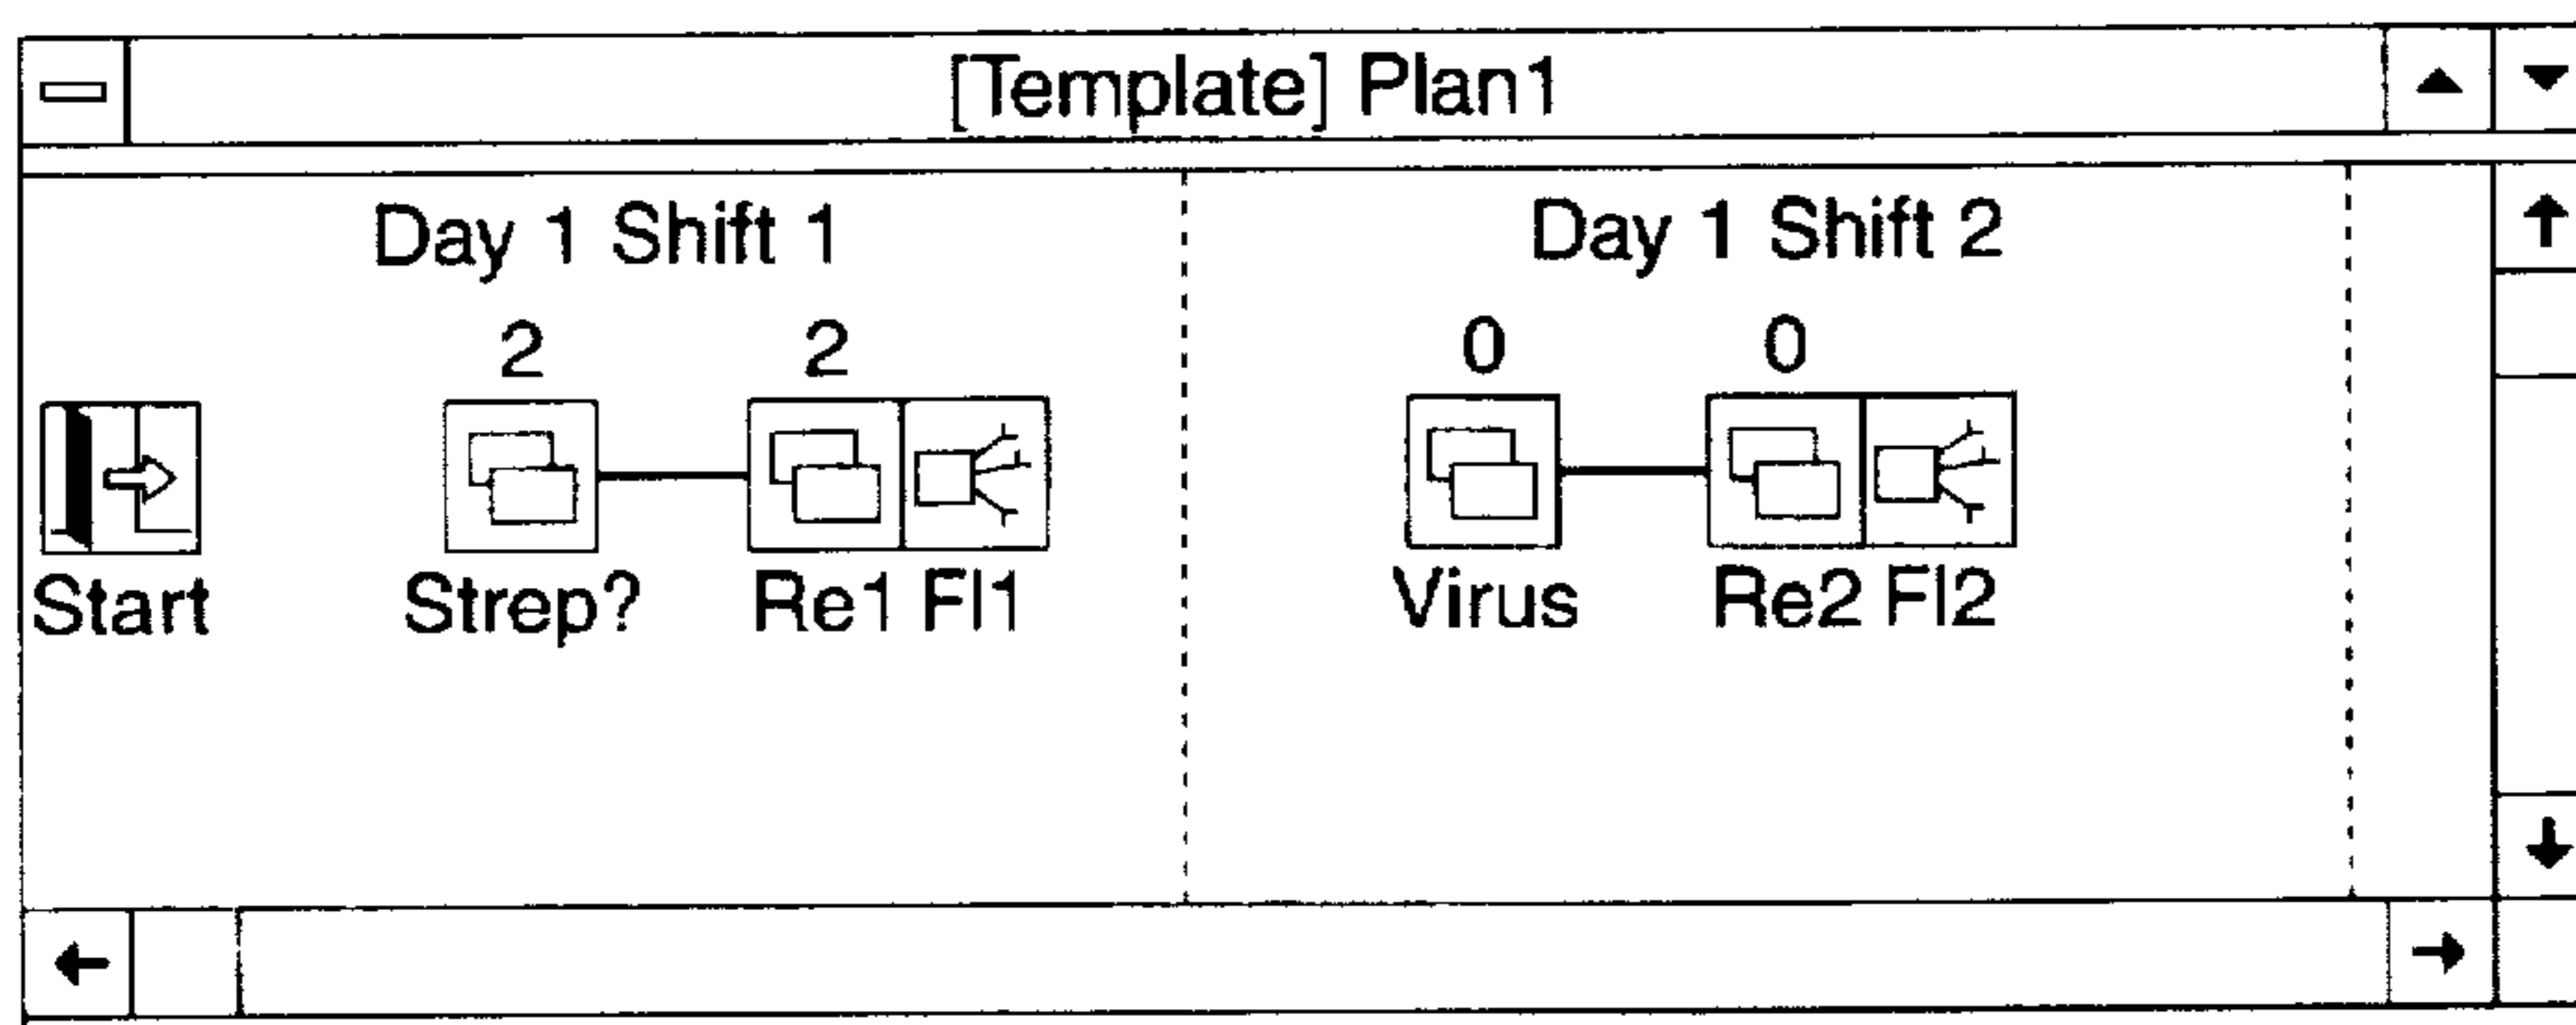 [Template] Plan1
Day 1 Shift 1
Day 1 Shift 2
2 2 0 0
Start Strep? Re1 Fl1 Virus Re2 Fl2